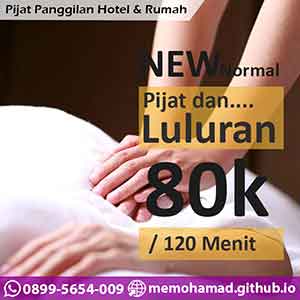 Pijat Panggilan Hotel & Rumah
NEW Normal
Pijat dan....
Luluran
80k
/ 120 Menit
0899-5654-009 memohamad.github.io